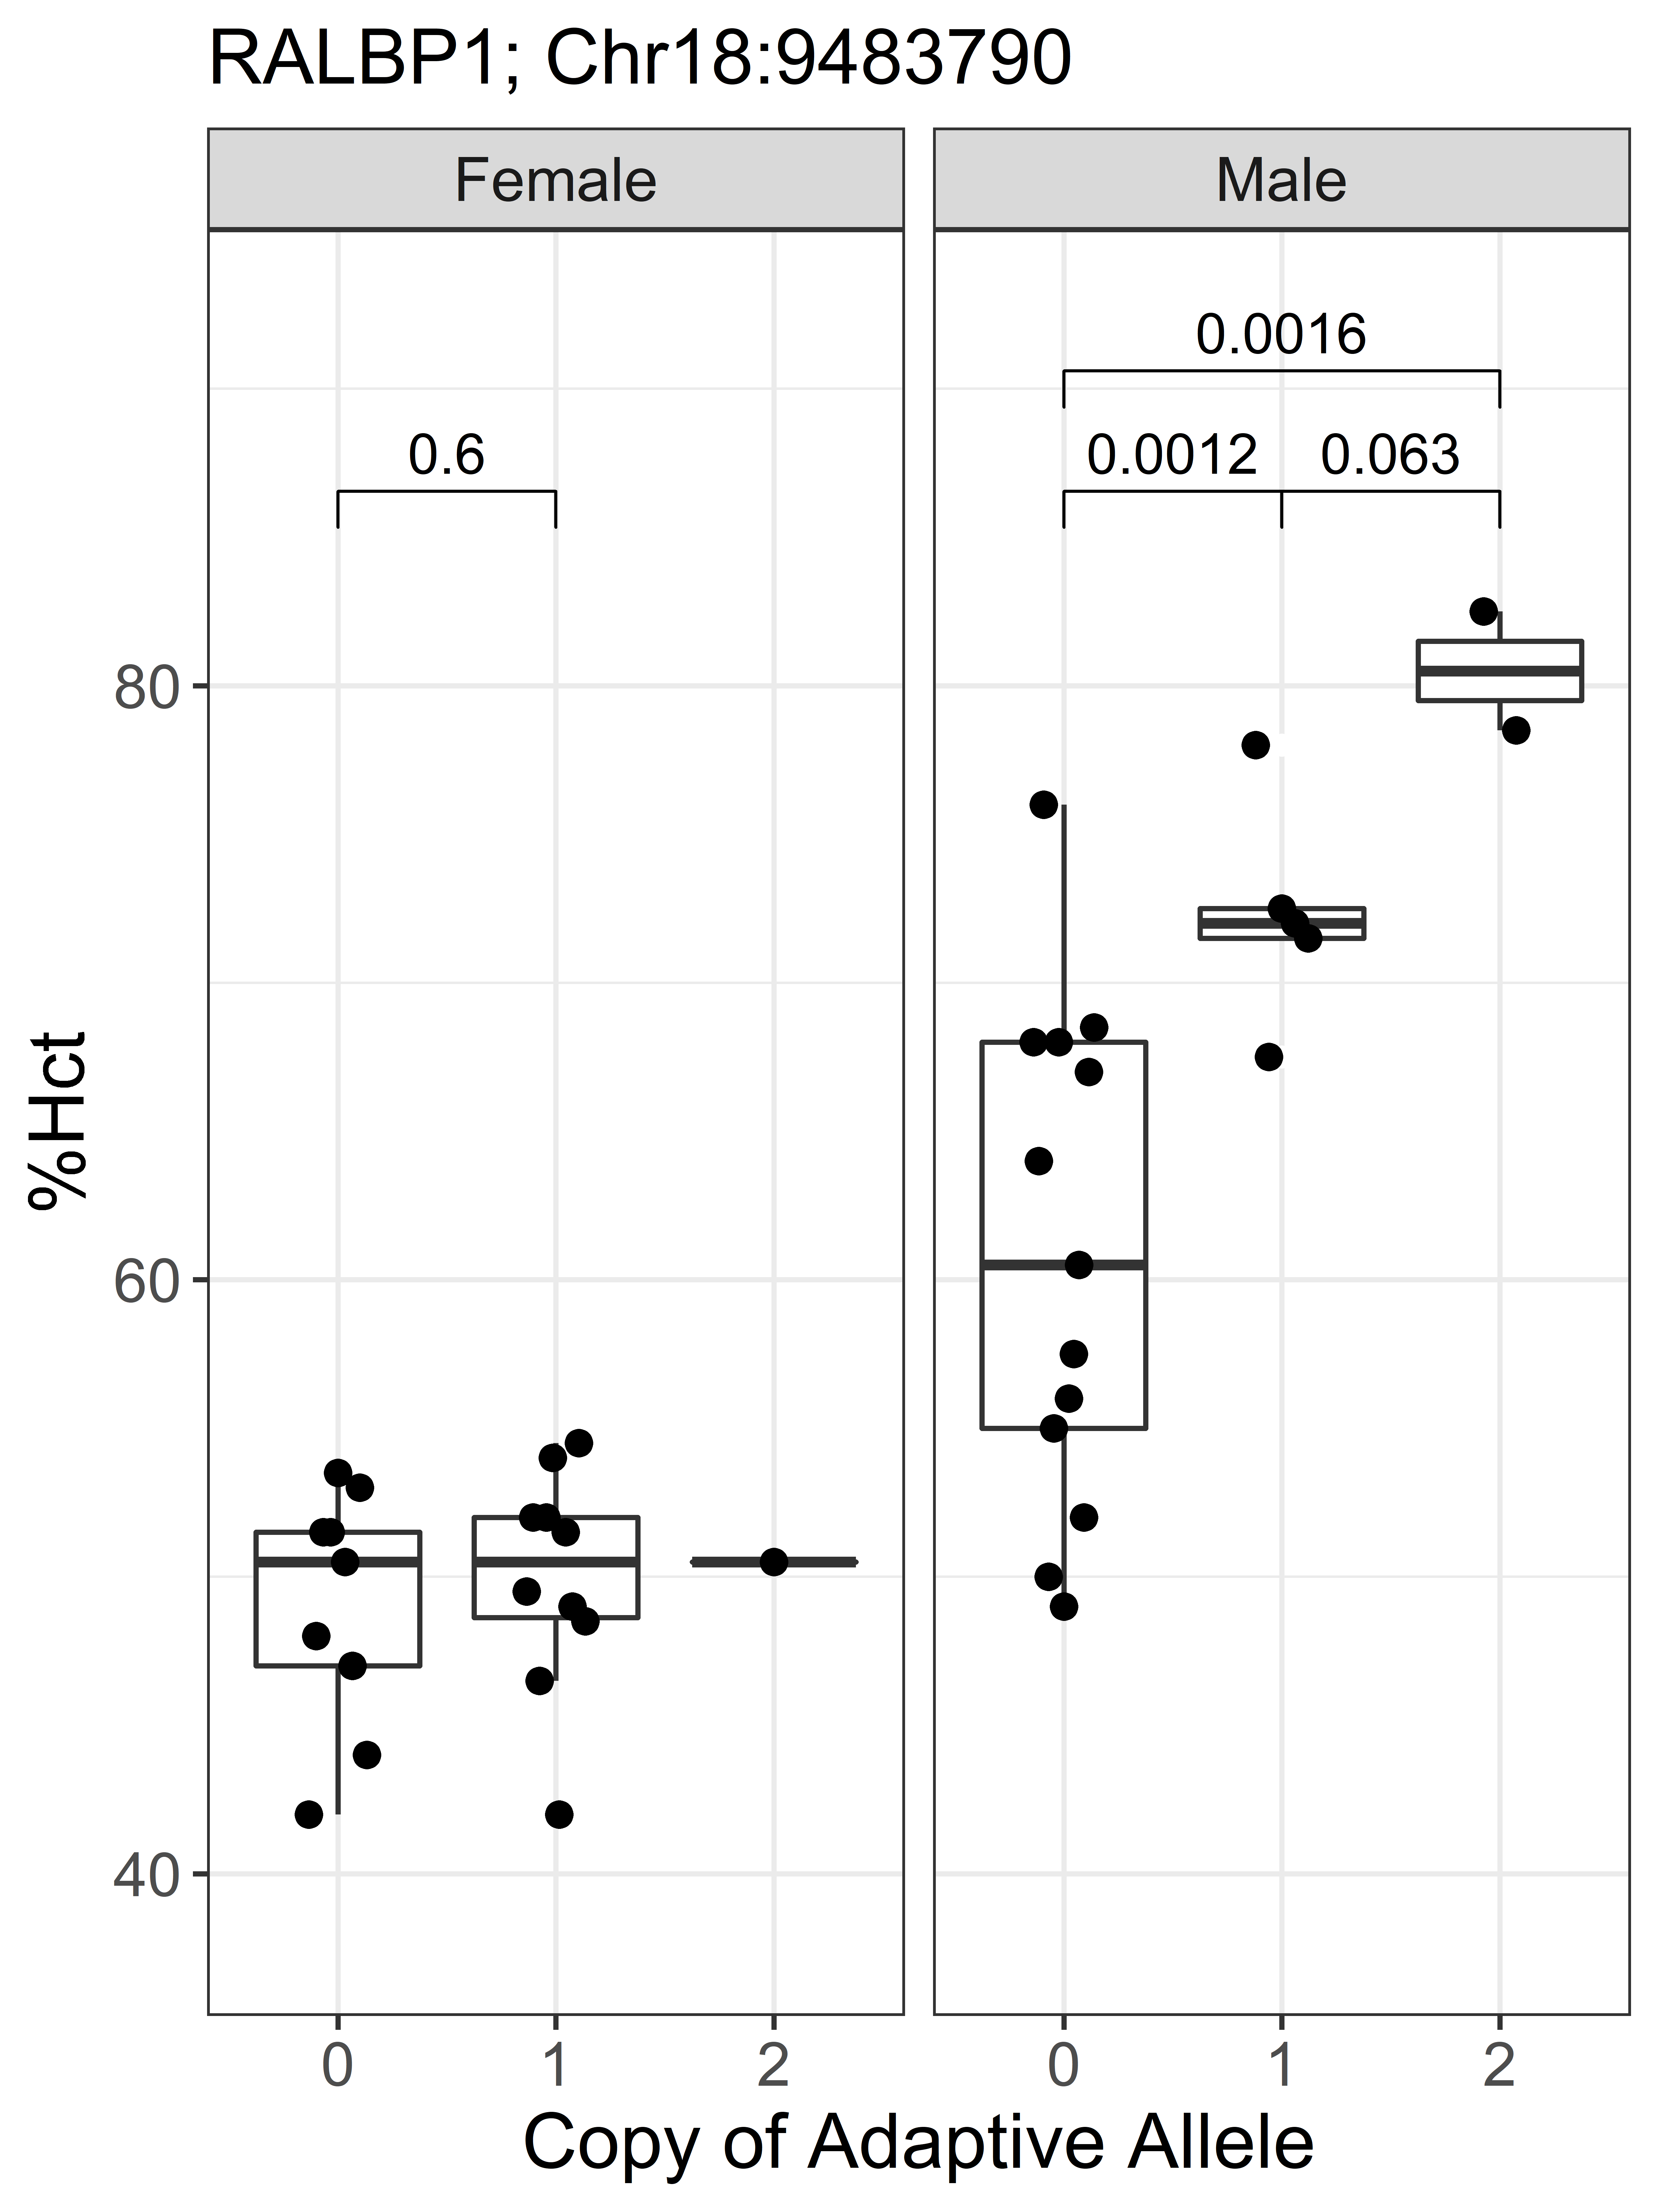 RALBP1; Chr18:9483790
Female
Male
0.0016
0.6
0.0012
0.063
80
60
40
%Hct
0 1 2
0 1 2
Copy of Adaptive Allele